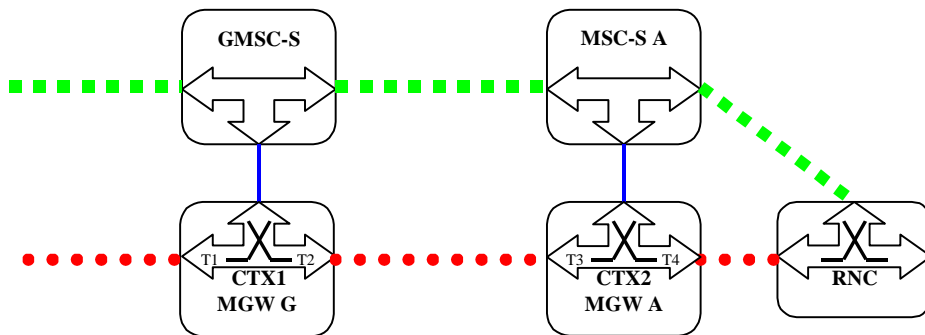 GMSC-S
MSC-S A
T1 T2
CTX1
MGW G
T3 T4
CTX2
MGW A
RNC